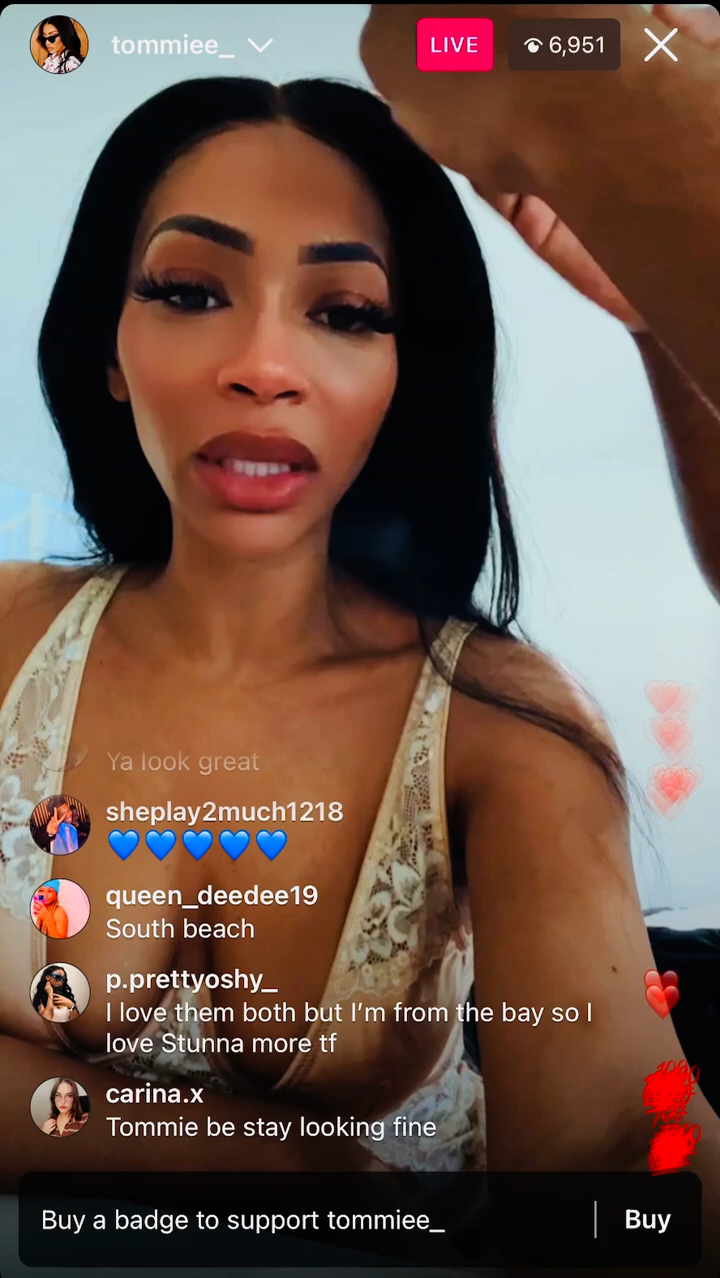 tommiee_
LIVE
6,951
Ya look great
sheplay2much1218
💙💙💙💙💙
queen_deedee19
South beach
p.prettyoshy_
I love them both but I’m from the bay so I
love Stunna more tf
carina.x
Tommie be stay looking fine
Buy a badge to support tommiee_
Buy